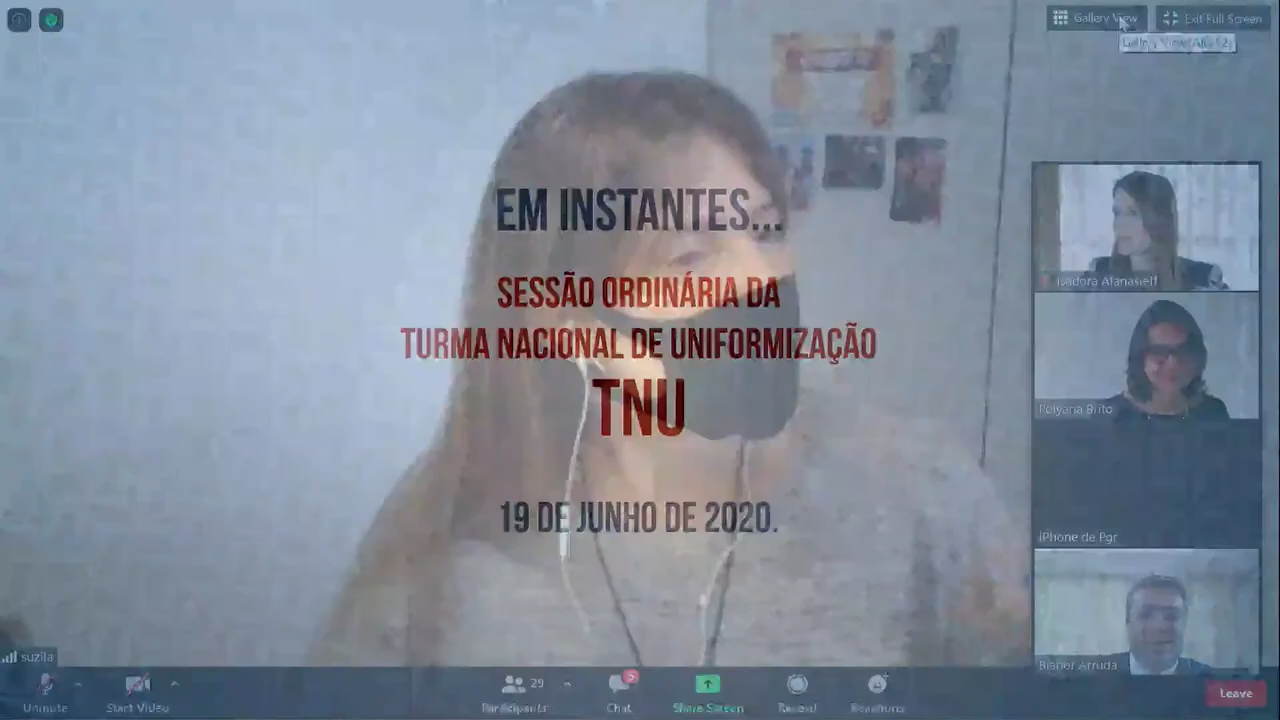 Gallery View
Exit Full Screen
EM INSTANTES...
SESSÃO ORDINÁRIA DA
TURMA NACIONAL DE UNIFORMIZAÇÃO
TNU
19 DE JUNHO DE 2020.
Isadora Afanasieff
Polyana Brito
iPhone de Pgr
Bianor Arruda
suzila
Unmute
Start Video
Participants
29
Chat
Share Screen
Record
Reactions
Leave